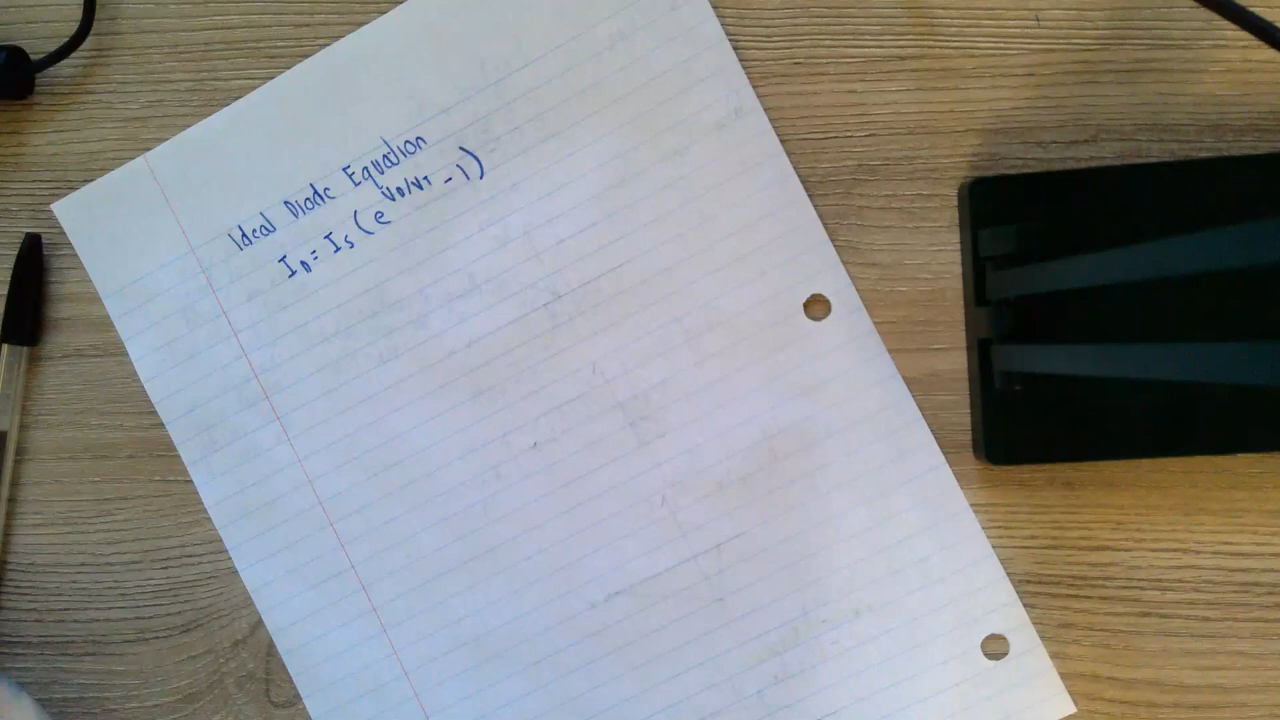 Ideal Diode Equation
I_D = I_S (e^{V_D/V_T} - 1)